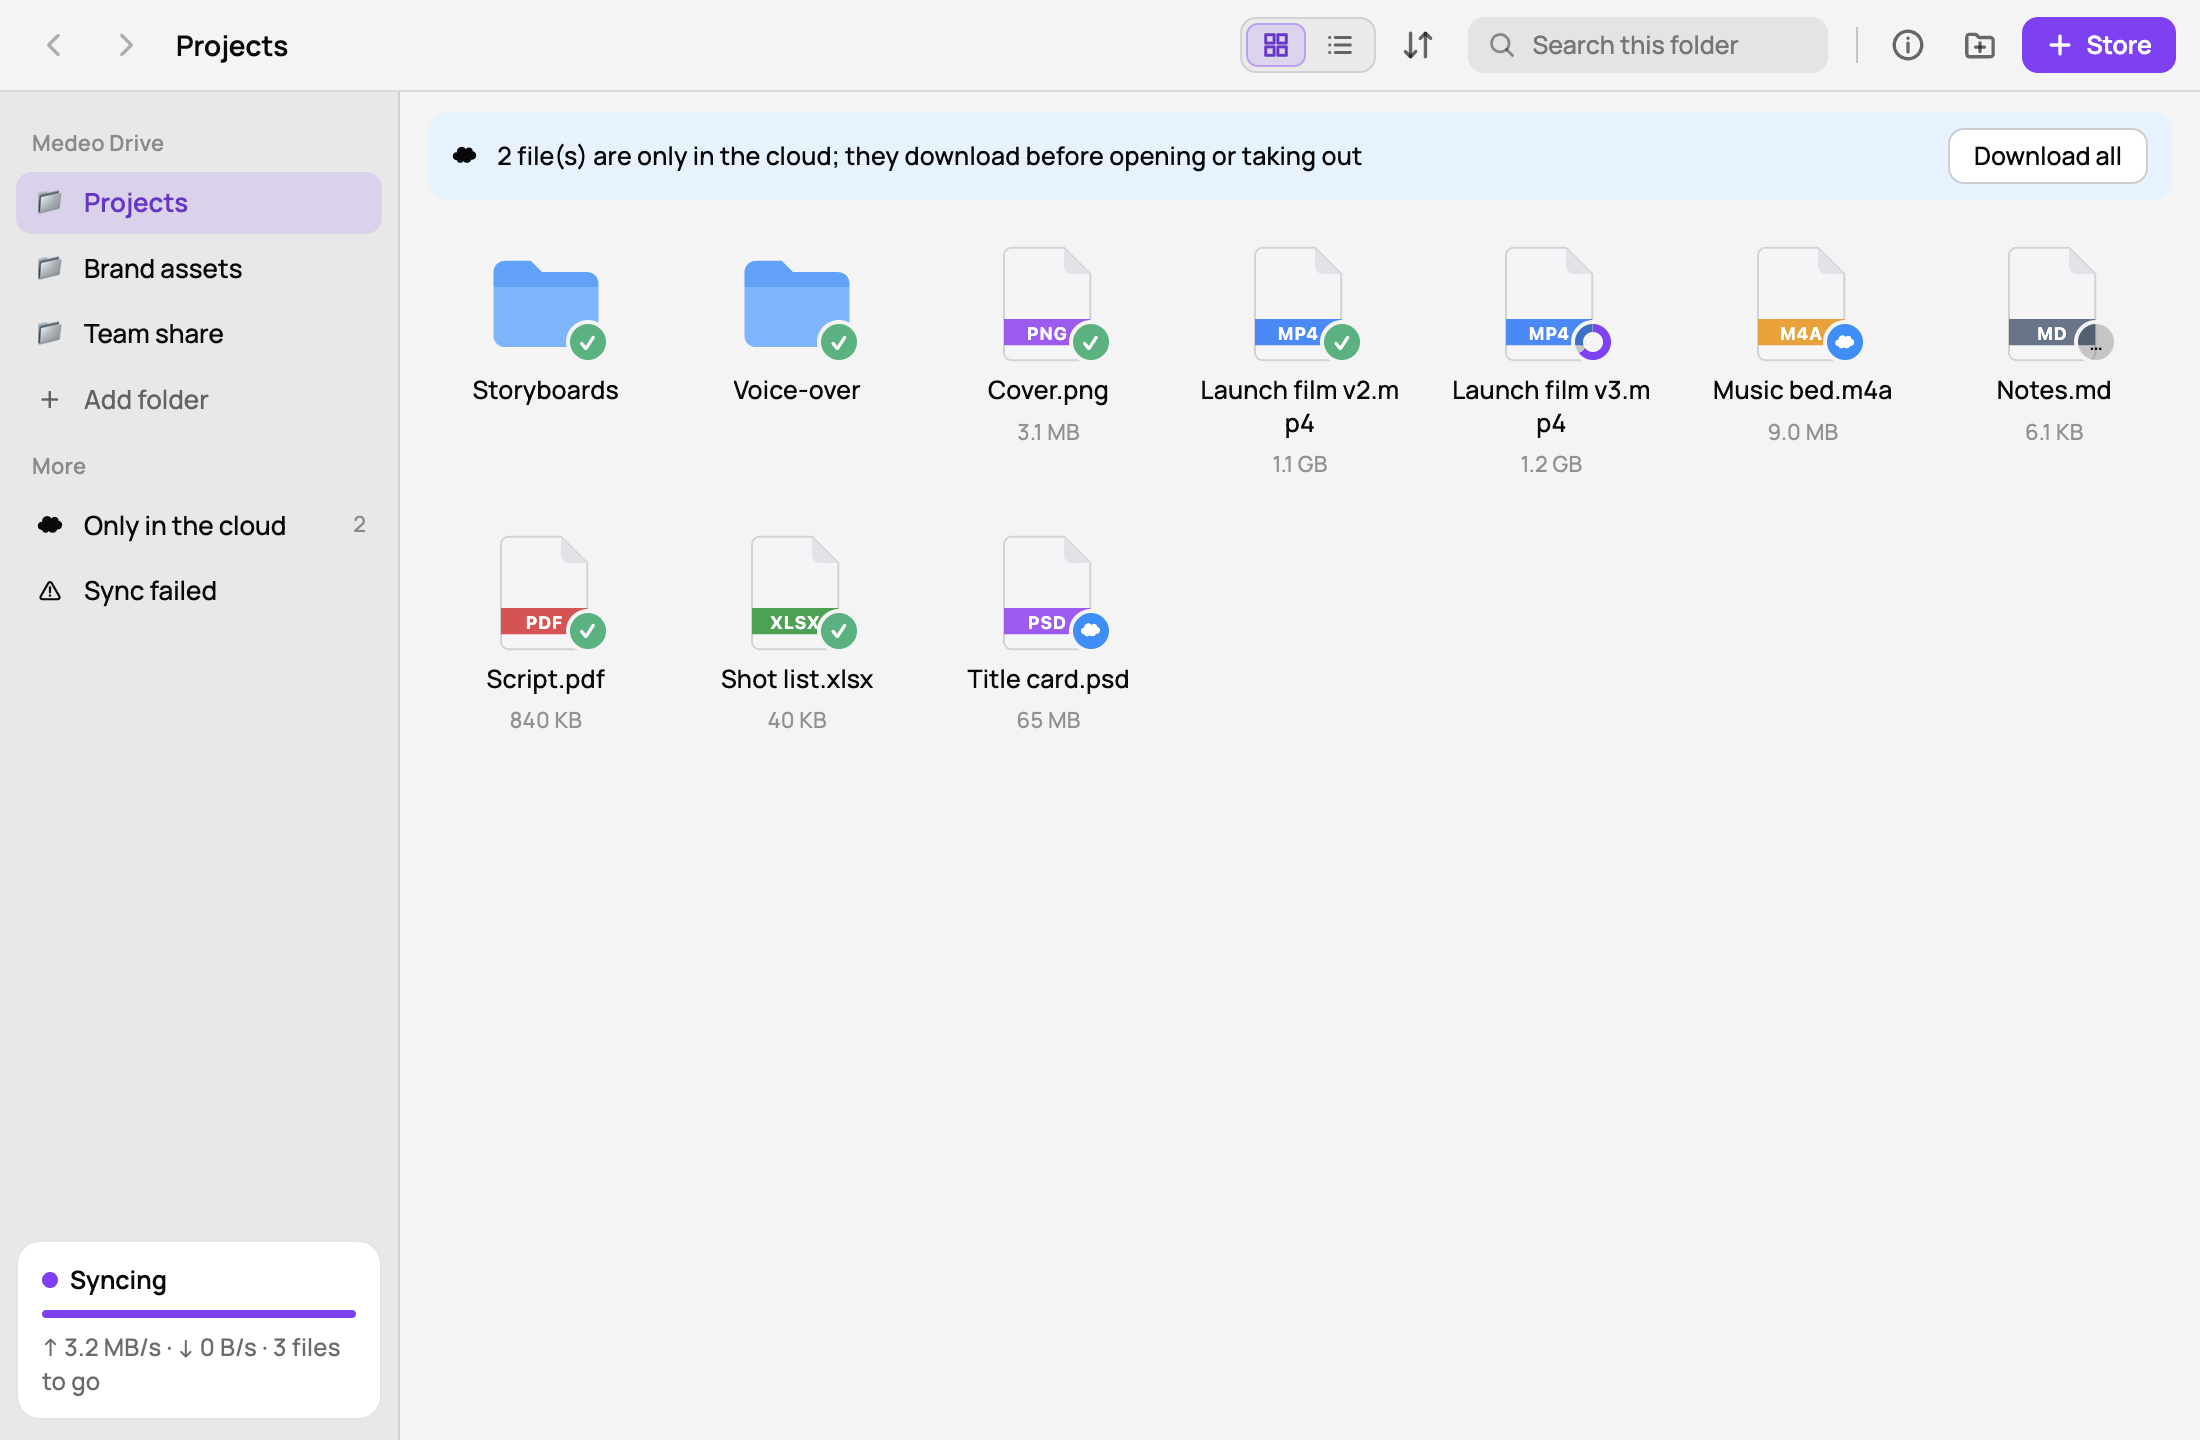 Projects
Search this folder
Store
Medeo Drive
Projects
Brand assets
Team share
Add folder
More
Only in the cloud 2
Sync failed
2 file(s) are only in the cloud; they download before opening or taking out
Download all
PNG
MP4
MP4
M4A
MD
...
Storyboards
Voice-over
Cover.png
3.1 MB
Launch film v2.m
p4
1.1 GB
Launch film v3.m
p4
1.2 GB
Music bed.m4a
9.0 MB
Notes.md
6.1 KB
PDF
XLSX
PSD
Script.pdf
840 KB
Shot list.xlsx
40 KB
Title card.psd
65 MB
Syncing
↑ 3.2 MB/s · ↓ 0 B/s · 3 files
to go